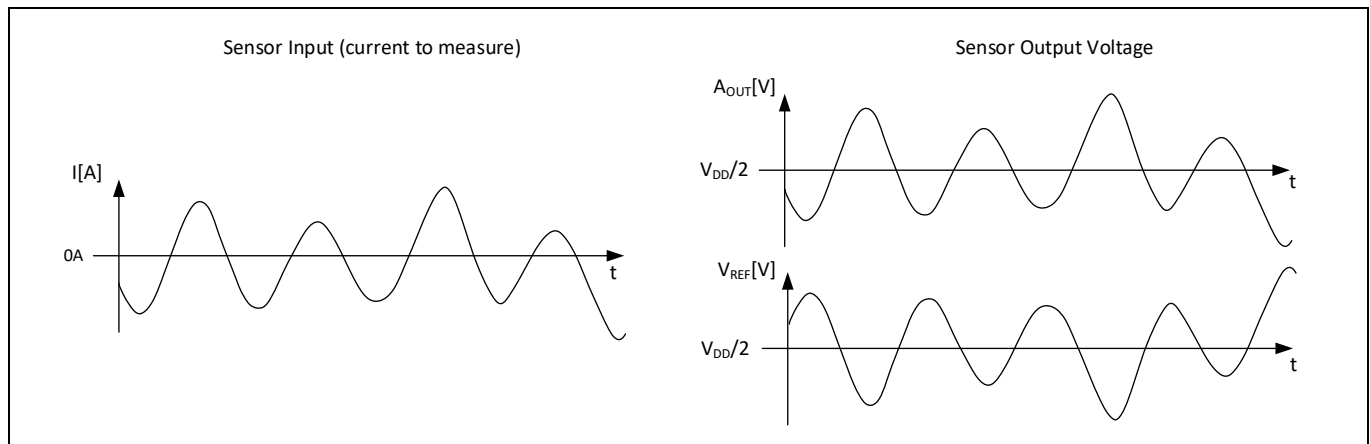 Sensor Input (current to measure)
I[A]
0A
t
Sensor Output Voltage
AOUT[V]
VDD/2
t
VREF[V]
VDD/2
t